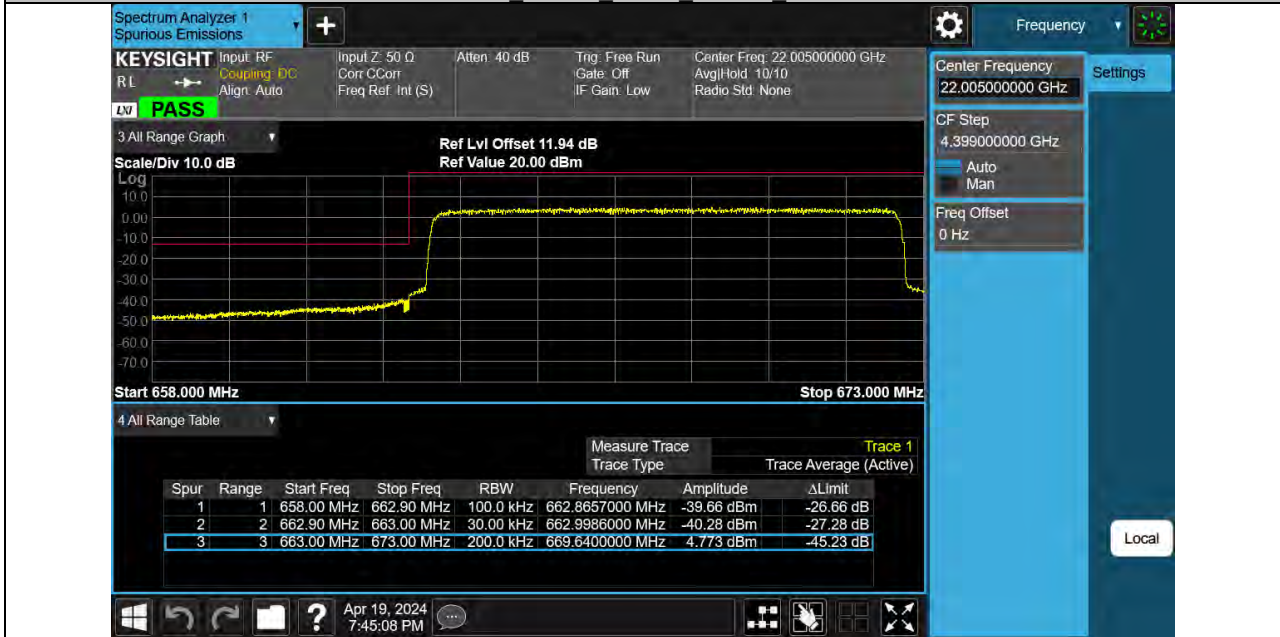 Spectrum Analyzer 1
Spurious Emissions
+
Frequency
KEYSIGHT
RL
LXI PASS
Input: RF
Coupling: DC
Align: Auto
Input Z: 50 Ω
Corr CCorr
Freq Ref: Int (S)
Atten: 40 dB
Trig: Free Run
Gate: Off
IF Gain: Low
Center Freq: 22.005000000 GHz
Avg|Hold: 10/10
Radio Std: None
Center Frequency
22.005000000 GHz
Settings
CF Step
4.399000000 GHz
Auto
Man
Freq Offset
0 Hz
3 All Range Graph
Scale/Div 10.0 dB
Ref Lvl Offset 11.94 dB
Ref Value 20.00 dBm
Log
10.0
0.00
-10.0
-20.0
-30.0
-40.0
-50.0
-60.0
-70.0
Start 658.000 MHz
Stop 673.000 MHz
4 All Range Table
Measure Trace Trace 1
Trace Type Trace Average (Active)
Spur Range Start Freq Stop Freq RBW Frequency Amplitude ΔLimit
1 1 658.00 MHz 662.90 MHz 100.0 kHz 662.8657000 MHz -39.66 dBm -26.66 dB
2 2 662.90 MHz 663.00 MHz 30.00 kHz 662.9986000 MHz -40.28 dBm -27.28 dB
3 3 663.00 MHz 673.00 MHz 200.0 kHz 669.6400000 MHz 4.773 dBm -45.23 dB
Local
?
Apr 19, 2024
7:45:08 PM